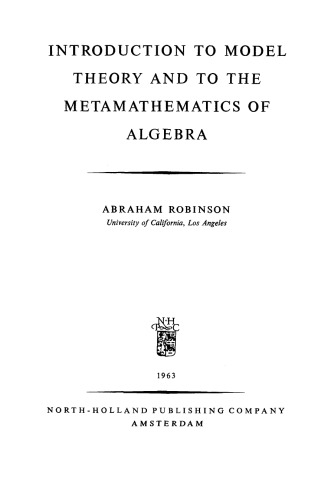 INTRODUCTION TO MODEL
THEORY AND TO THE
METAMATHEMATICS OF
ALGEBRA
ABRAHAM ROBINSON
University of California, Los Angeles
N·H
P C
1963
NORTH-HOLLAND PUBLISHING COMPANY
AMSTERDAM